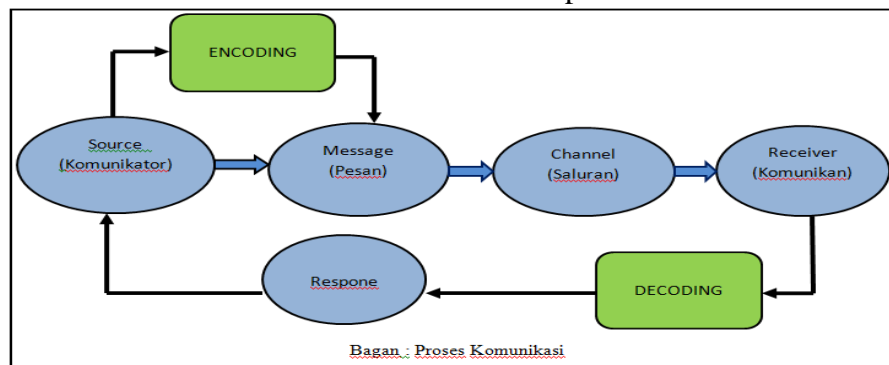 ENCODING
Source
(Komunikator)
Message
(Pesan)
Channel
(Saluran)
Receiver
(Komunikan)
Respone
DECODING
Bagan : Proses Komunikasi